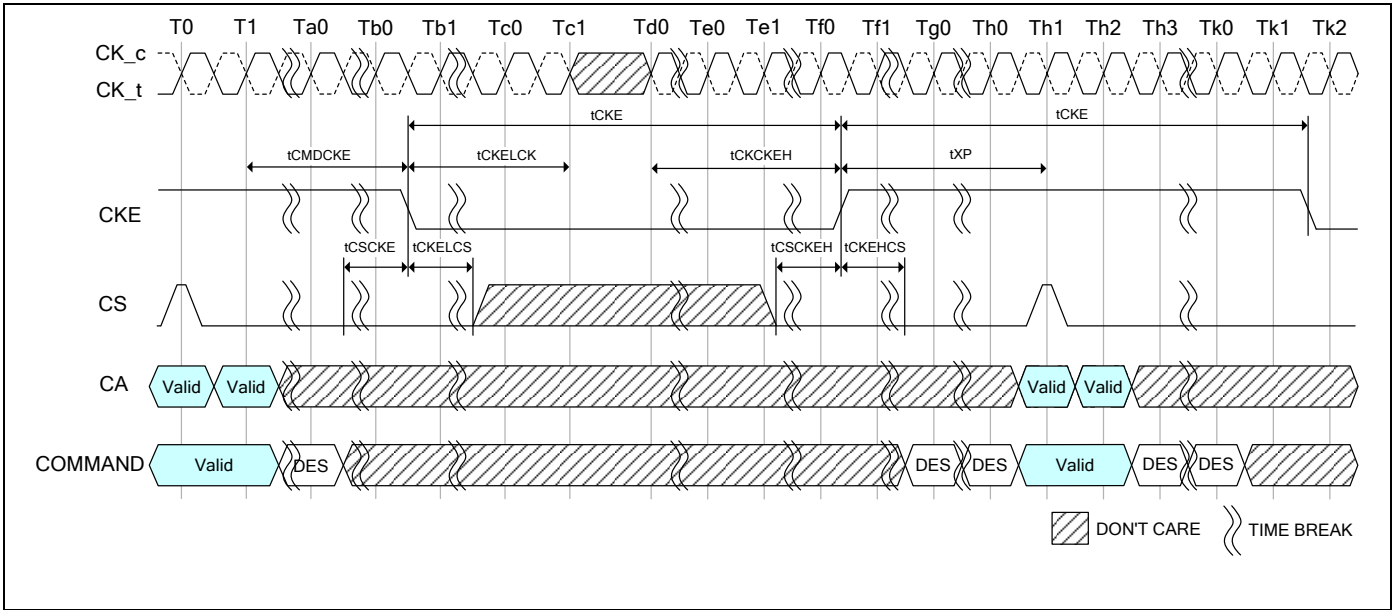 T0 T1 Ta0 Tb0 Tb1 Tc0 Tc1 Td0 Te0 Te1 Tf0 Tf1 Tg0 Th0 Th1 Th2 Th3 Tk0 Tk1 Tk2
CK_c
CK_t
tCKE tCKE
tCMDCKE tCKELCK tCKCKEH tXP
CKE
tCSCKE tCKELCS tCSCKEH tCKEHCS
CS
CA Valid Valid Valid Valid
COMMAND Valid DES DES DES Valid DES DES
DON'T CARE TIME BREAK